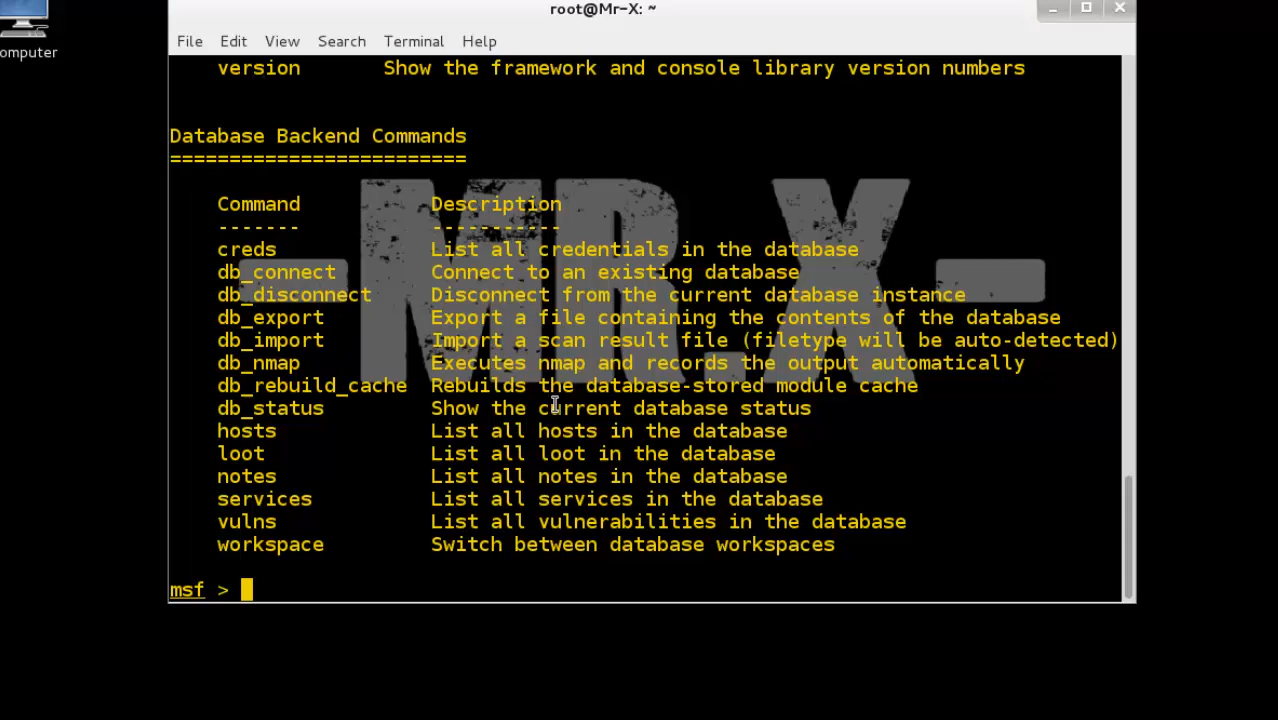 root@Mr-X: ~
omputer
File Edit View Search Terminal Help
version Show the framework and console library version numbers
Database Backend Commands
=========================
Command Description
------- -----------
creds List all credentials in the database
db_connect Connect to an existing database
db_disconnect Disconnect from the current database instance
db_export Export a file containing the contents of the database
db_import Import a scan result file (filetype will be auto-detected)
db_nmap Executes nmap and records the output automatically
db_rebuild_cache Rebuilds the database-stored module cache
db_status Show the current database status
hosts List all hosts in the database
loot List all loot in the database
notes List all notes in the database
services List all services in the database
vulns List all vulnerabilities in the database
workspace Switch between database workspaces
msf >
-MR.X-